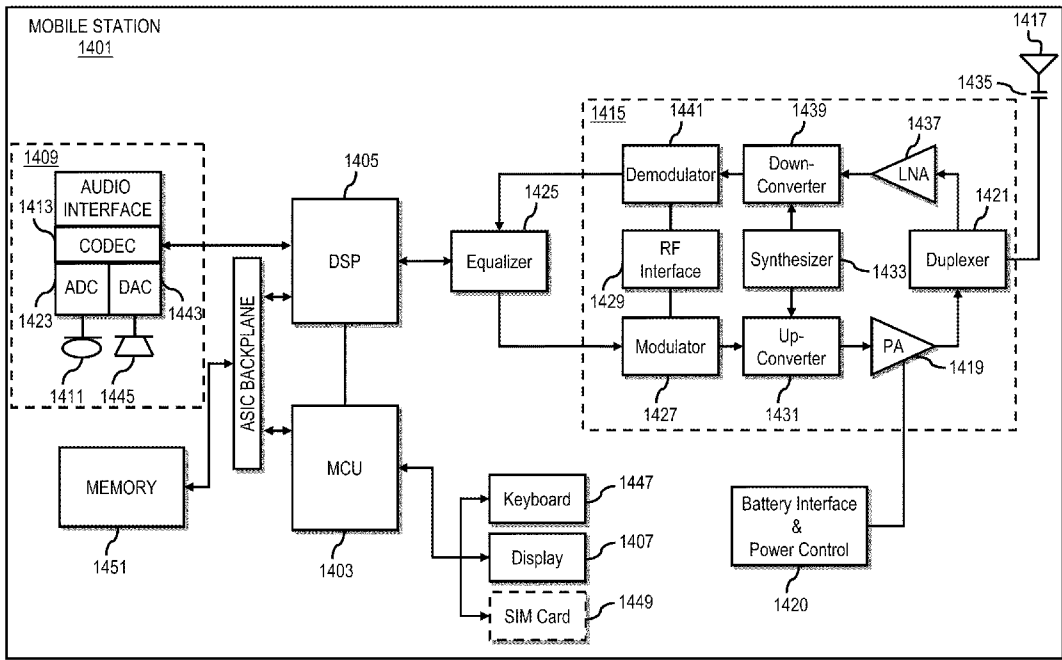 MOBILE STATION
1401
1417
1435
1415
1441
1439
1437
LNA
Demodulator
Down-
Converter
1421
1409
1405
AUDIO
INTERFACE
1425
1413
CODEC
DSP
Equalizer
RF
Interface
1429
Synthesizer
1433
Duplexer
ADC
DAC
1423
1443
Modulator
Up-
Converter
PA
1419
1411
1445
ASIC BACKPLANE
1427
1431
MEMORY
MCU
Keyboard
1447
Battery Interface
&
Power Control
Display
1407
1451
1403
1420
SIM Card
1449